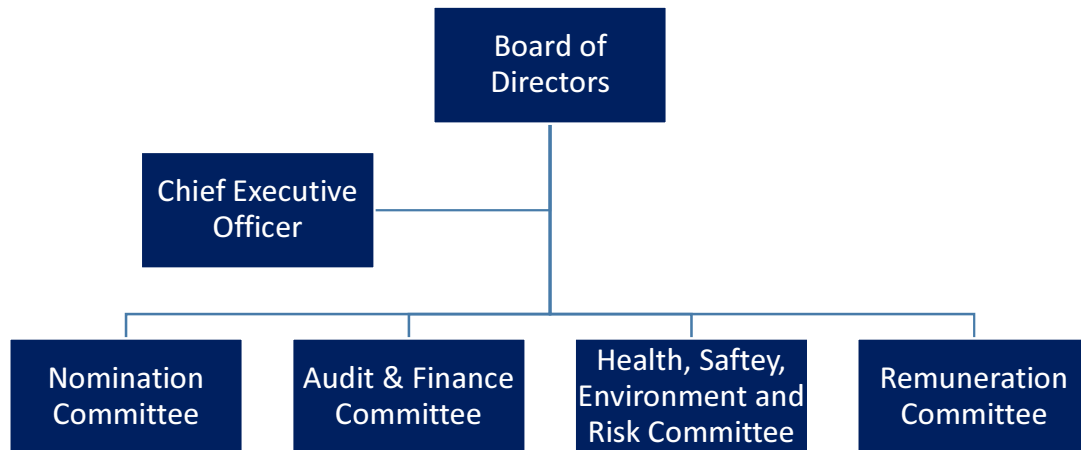 Board of
Directors
Chief Executive
Officer
Nomination
Committee
Audit & Finance
Committee
Health, Saftey,
Environment and
Risk Committee
Remuneration
Committee